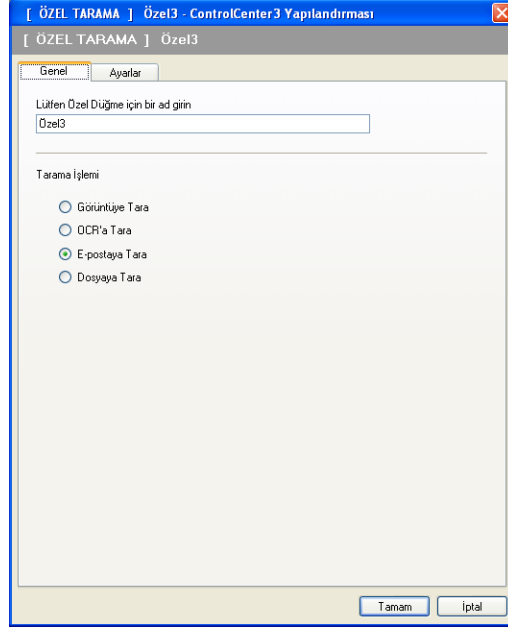 [ ÖZEL TARAMA ] Özel3 - ControlCenter3 Yapılandırması
[ ÖZEL TARAMA ] Özel3
Genel Ayarlar
Lütfen Özel Düğme için bir ad girin
Özel3
Tarama İşlemi
Görüntüye Tara
OCR'a Tara
E-postaya Tara
Dosyaya Tara
Tamam İptal